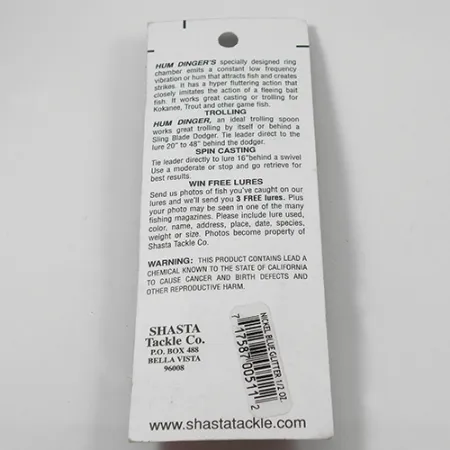 HUM DINGER'S specially designed ring
chamber emits a constant low frequency
vibration or hum that attracts fish and creates
strikes. It has a hyper fluttering action that
closely imitates the action of a fleeing bait
fish. It works great casting or trolling for
Kokanee, Trout and other game fish.
TROLLING
HUM DINGER, an ideal trolling spoon
works great trolling by itself or behind a
Sling Blade Dodger. Tie leader direct to the
lure 20" to 48" behind the dodger.
SPIN CASTING
Tie leader directly to lure 16"behind a swivel
Use a moderate or stop and go retrieve for
best results.
WIN FREE LURES
Send us photos of fish you've caught on our
lures and we'll send you 3 FREE lures. Plus
your photo may be seen in one of the many
fishing magazines. Please include lure used,
color, name, address, place, date, species,
weight or size. Photos become property of
Shasta Tackle Co.
WARNING: THIS PRODUCT CONTAINS LEAD A
CHEMICAL KNOWN TO THE STATE OF CALIFORNIA
TO CAUSE CANCER AND BIRTH DEFECTS AND
OTHER REPRODUCTIVE HARM.
SHASTA
Tackle Co.
P.O. BOX 488
BELLA VISTA
96008
NICKEL BLUE GLITTER 1/2 OZ.
7 17587 00511 2
www.shastatackle.com